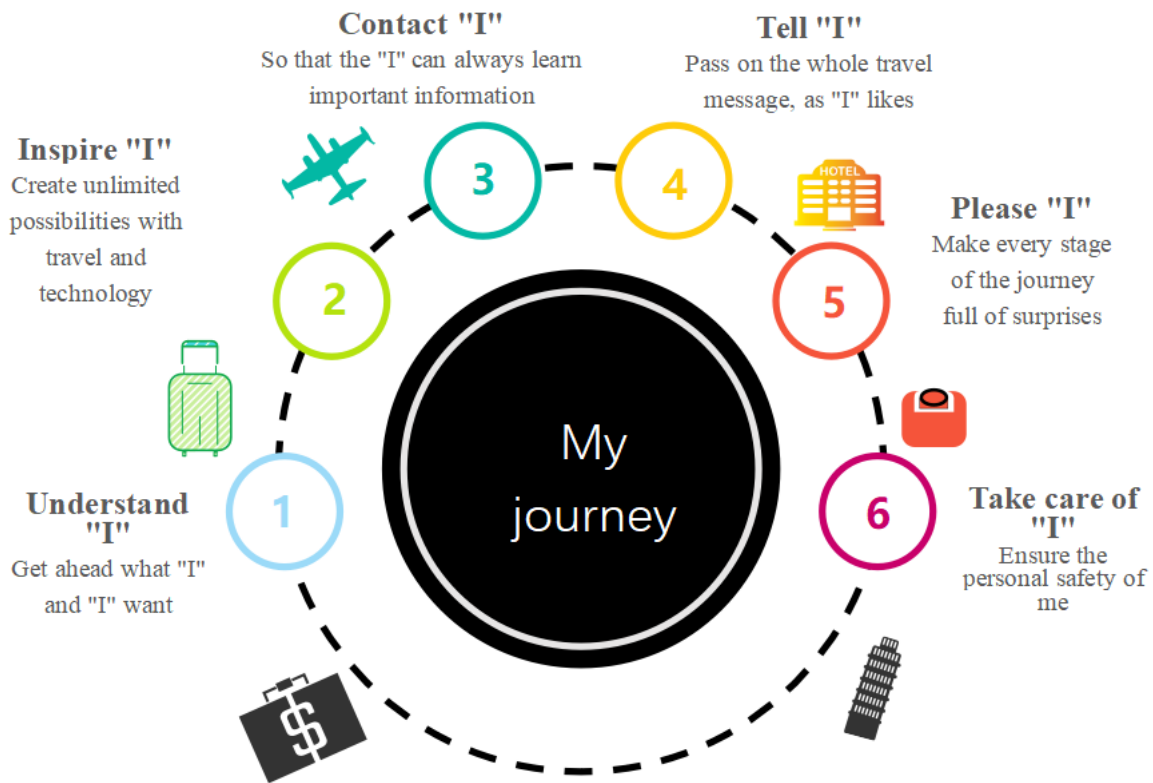 Contact "I"
So that the "I" can always learn
important information
Tell "I"
Pass on the whole travel
message, as "I" likes
Inspire "I"
Create unlimited
possibilities with
travel and
technology
3
4
HOTEL
Please "I"
Make every stage
of the journey
full of surprises
2
5
My
journey
Understand
"I"
Get ahead what "I"
and "I" want
1
6
Take care of
"I"
Ensure the
personal safety of
me
$